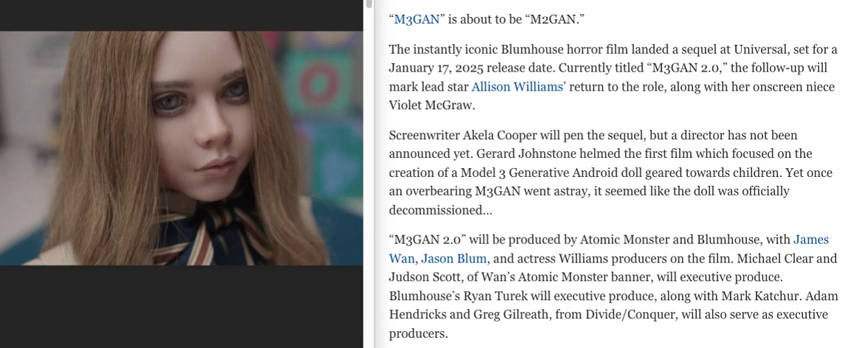 “M3GAN” is about to be “M2GAN.”
The instantly iconic Blumhouse horror film landed a sequel at Universal, set for a
January 17, 2025 release date. Currently titled “M3GAN 2.0,” the follow-up will
mark lead star Allison Williams’ return to the role, along with her onscreen niece
Violet McGraw.
Screenwriter Akela Cooper will pen the sequel, but a director has not been
announced yet. Gerard Johnstone helmed the first film which focused on the
creation of a Model 3 Generative Android doll geared towards children. Yet once
an overbearing M3GAN went astray, it seemed like the doll was officially
decommissioned...
“M3GAN 2.0” will be produced by Atomic Monster and Blumhouse, with James
Wan, Jason Blum, and actress Williams producers on the film. Michael Clear and
Judson Scott, of Wan’s Atomic Monster banner, will executive produce.
Blumhouse’s Ryan Turek will executive produce, along with Mark Katchur. Adam
Hendricks and Greg Gilreath, from Divide/Conquer, will also serve as executive
producers.